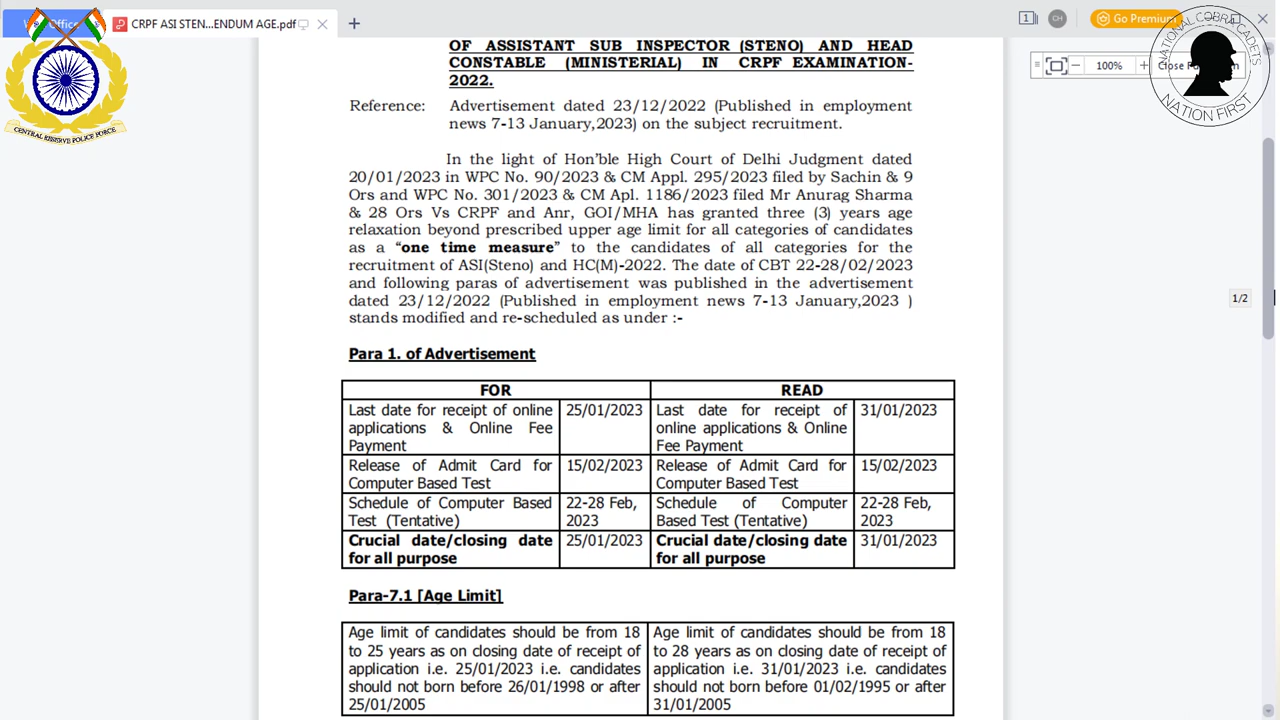 CRPF ASI STEN...ENDUM AGE.pdf
1
CH
Go Premium
100%
CENTRAL RESERVE POLICE FORCE
NATIONAL COBRA CADETS
NATION FIRST
OF ASSISTANT SUB INSPECTOR (STENO) AND HEAD
CONSTABLE (MINISTERIAL) IN CRPF EXAMINATION-
2022.
Reference: Advertisement dated 23/12/2022 (Published in employment
news 7-13 January,2023) on the subject recruitment.
In the light of Hon'ble High Court of Delhi Judgment dated
20/01/2023 in WPC No. 90/2023 & CM Appl. 295/2023 filed by Sachin & 9
Ors and WPC No. 301/2023 & CM Apl. 1186/2023 filed Mr Anurag Sharma
& 28 Ors Vs CRPF and Anr, GOI/MHA has granted three (3) years age
relaxation beyond prescribed upper age limit for all categories of candidates
as a “one time measure” to the candidates of all categories for the
recruitment of ASI(Steno) and HC(M)-2022. The date of CBT 22-28/02/2023
and following paras of advertisement was published in the advertisement
dated 23/12/2022 (Published in employment news 7-13 January,2023 )
stands modified and re-scheduled as under :-
1/2
Para 1. of Advertisement
FOR READ
Last date for receipt of online 25/01/2023 Last date for receipt of 31/01/2023
applications & Online Fee online applications & Online
Payment Fee Payment
Release of Admit Card for 15/02/2023 Release of Admit Card for 15/02/2023
Computer Based Test Computer Based Test
Schedule of Computer Based 22-28 Feb, Schedule of Computer 22-28 Feb,
Test (Tentative) 2023 Based Test (Tentative) 2023
Crucial date/closing date 25/01/2023 Crucial date/closing date 31/01/2023
for all purpose for all purpose
Para-7.1 [Age Limit]
Age limit of candidates should be from 18 Age limit of candidates should be from 18
to 25 years as on closing date of receipt of to 28 years as on closing date of receipt of
application i.e. 25/01/2023 i.e. candidates application i.e. 31/01/2023 i.e. candidates
should not born before 26/01/1998 or after should not born before 01/02/1995 or after
25/01/2005 31/01/2005